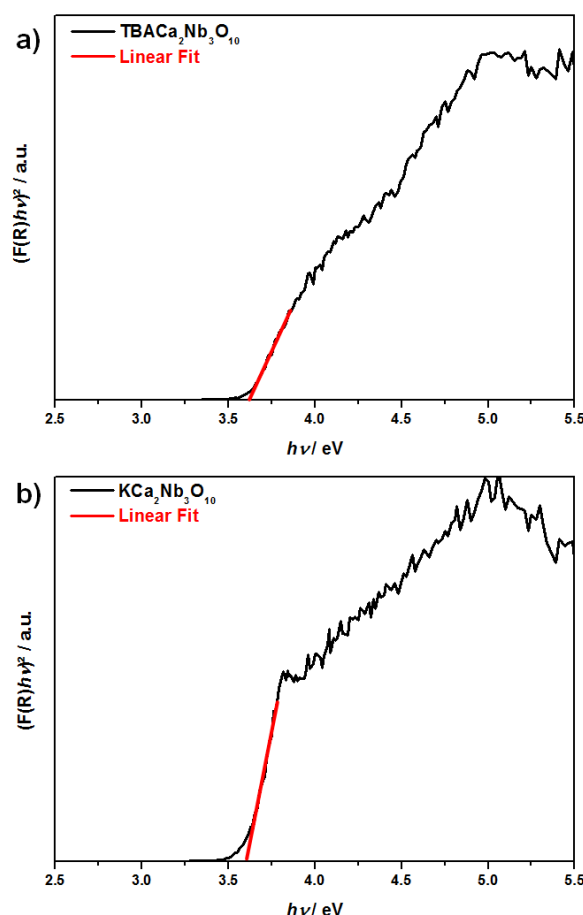 a)
TBACa₂Nb₃O₁₀
Linear Fit
(F(R)hν)² / a.u.
2.5 3.0 3.5 4.0 4.5 5.0 5.5
hν/ eV
b)
KCa₂Nb₃O₁₀
Linear Fit
(F(R)hν)² / a.u.
2.5 3.0 3.5 4.0 4.5 5.0 5.5
hν/ eV